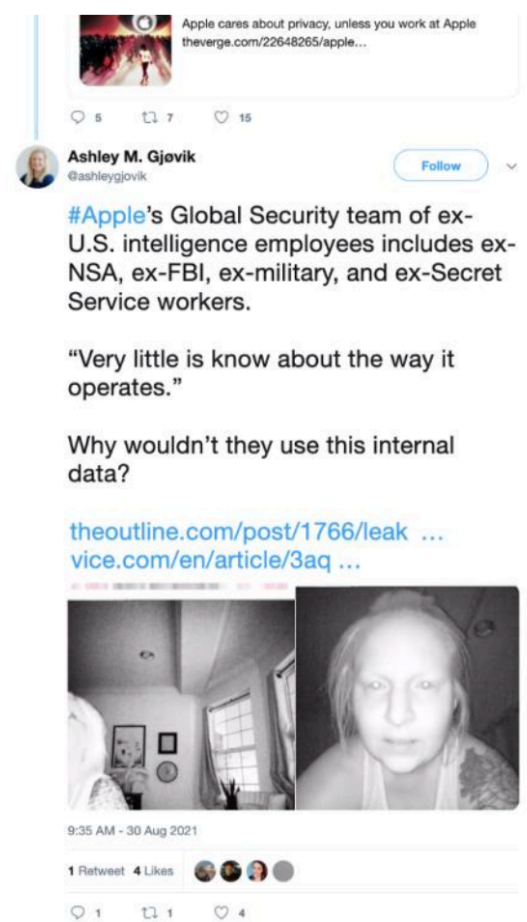 Apple cares about privacy, unless you work at Apple
theverge.com/22648265/apple...
5 7 15
Ashley M. Gjøvik
@ashleygjovik
Follow
#Apple's Global Security team of ex-
U.S. intelligence employees includes ex-
NSA, ex-FBI, ex-military, and ex-Secret
Service workers.
“Very little is know about the way it
operates.”
Why wouldn't they use this internal
data?
theoutline.com/post/1766/leak ...
vice.com/en/article/3aq ...
9:35 AM - 30 Aug 2021
1 Retweet 4 Likes
1 1 4